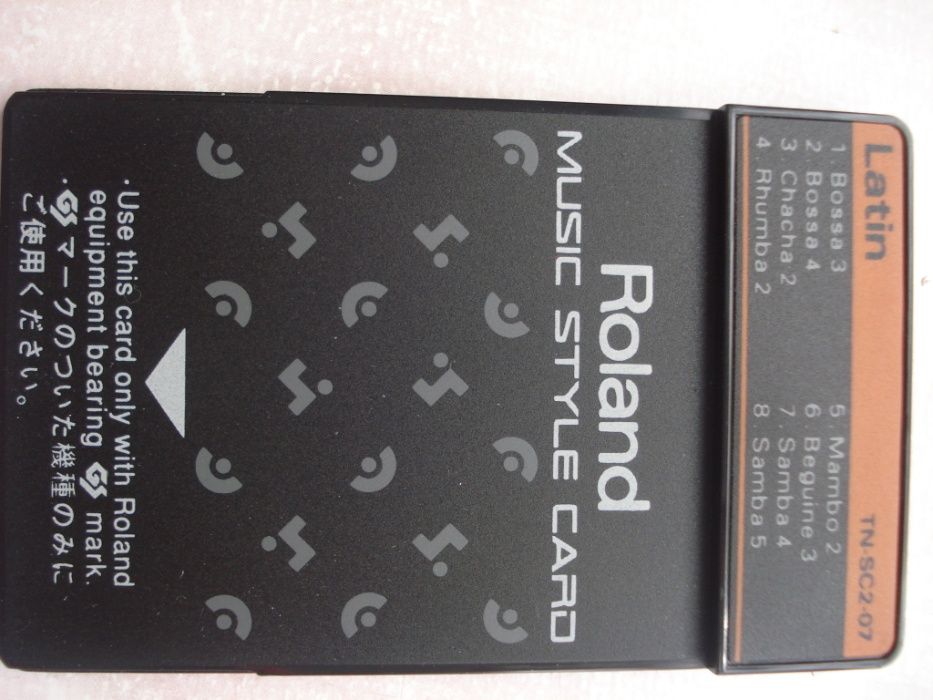 Latin
TN-SC2-07
1. Bossa 3
2. Bossa 4
3. Chacha 2
4. Rhumba 2
5. Mambo 2
6. Beguine 3
7. Samba 4
8. Samba 5
Roland
MUSIC STYLE CARD
·Use this card only with Roland
equipment bearing GS mark.
·GSマークのついた機種のみに
ご使用ください。